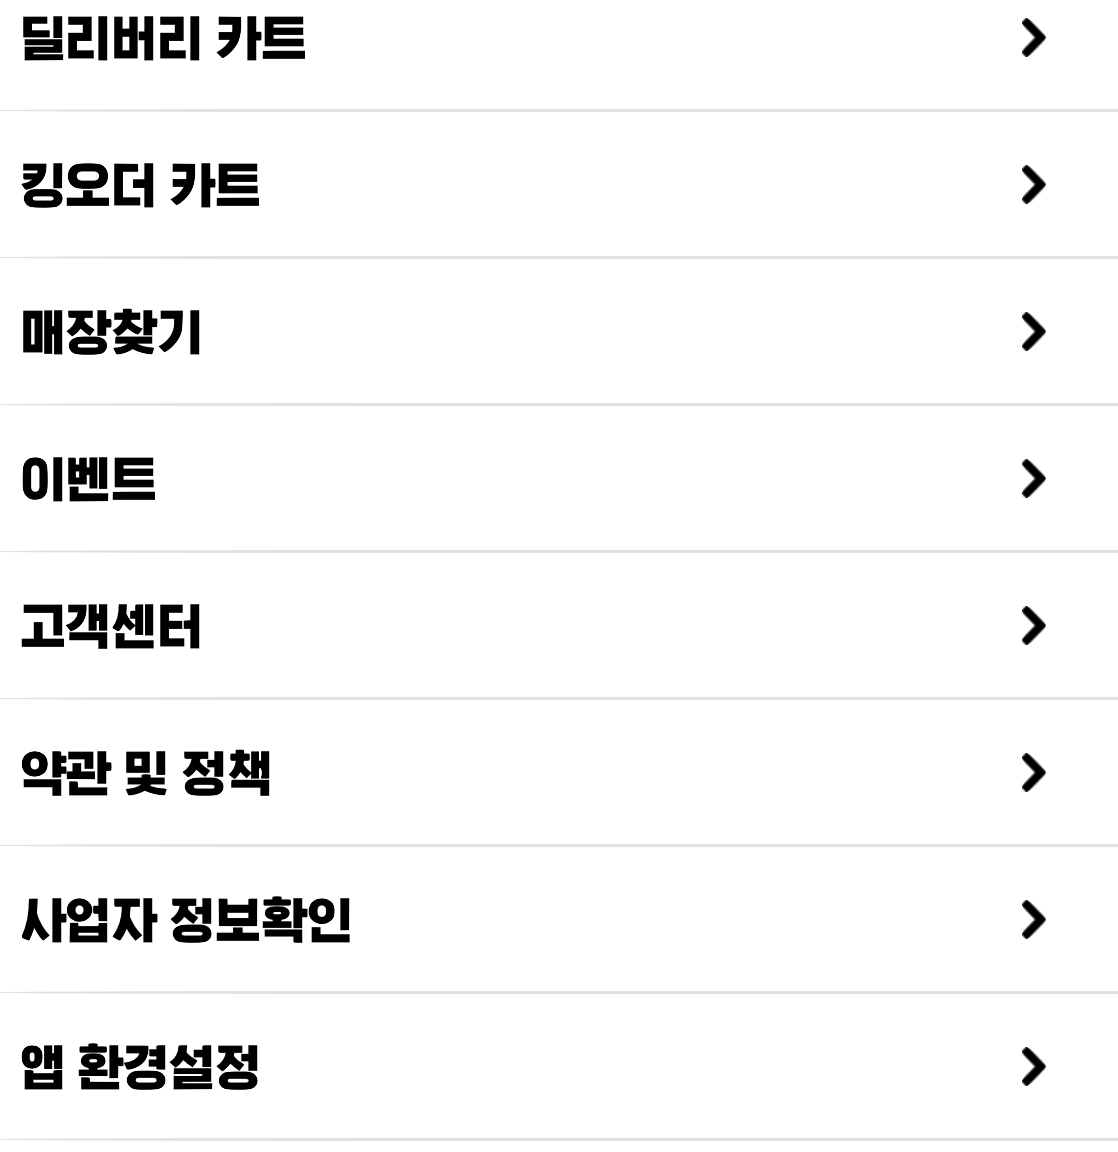 딜리버리 카트
킹오더 카트
매장찾기
이벤트
고객센터
약관 및 정책
사업자 정보확인
앱 환경설정